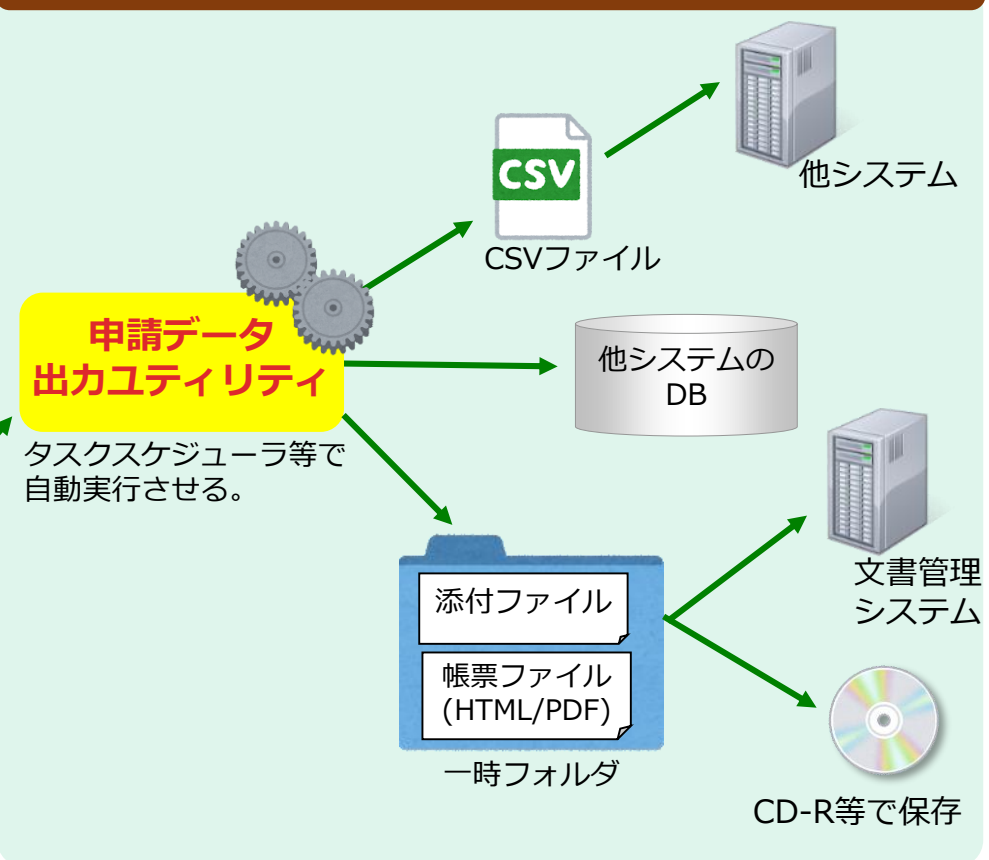 他システム
CSV
CSVファイル
申請データ
出力ユティリティ
他システムの
DB
タスクスケジューラ等で
自動実行させる。
添付ファイル
文書管理
システム
帳票ファイル
(HTML/PDF)
一時フォルダ
CD-R等で保存